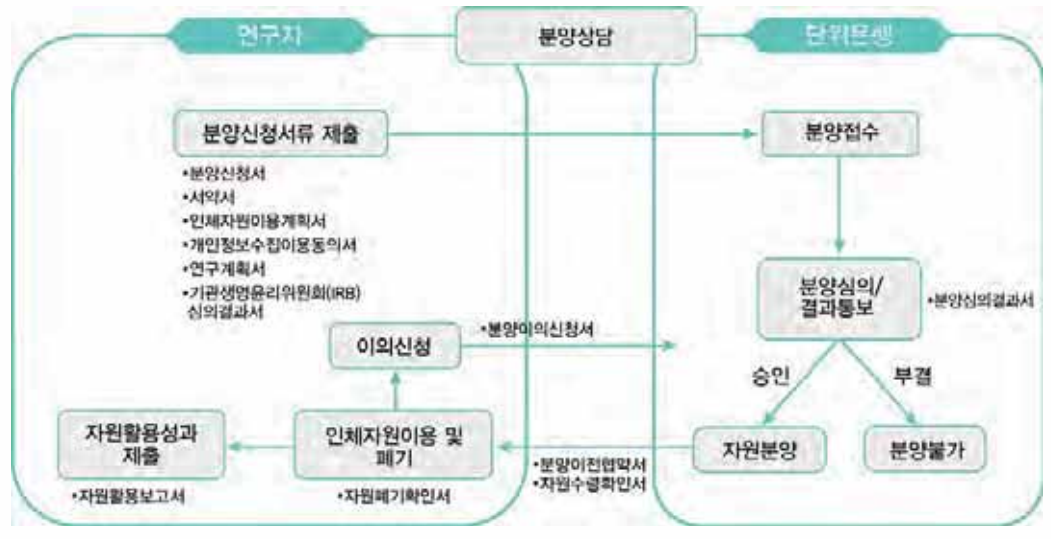 연구자
분양상담
단위은행
분양신청서류 제출
분양접수
•분양신청서
•서약서
•인체자원이용계획서
•개인정보수집이용동의서
•연구계획서
•기관생명윤리위원회(IRB)
심의결과서
분양심의/
결과통보
•분양심의결과서
이의신청
•분양이의신청서
승인
부결
자원활용성과
제출
인체자원이용 및
폐기
자원분양
분양불가
•분양이전협약서
•자원수령확인서
•자원활용보고서
•자원폐기확인서